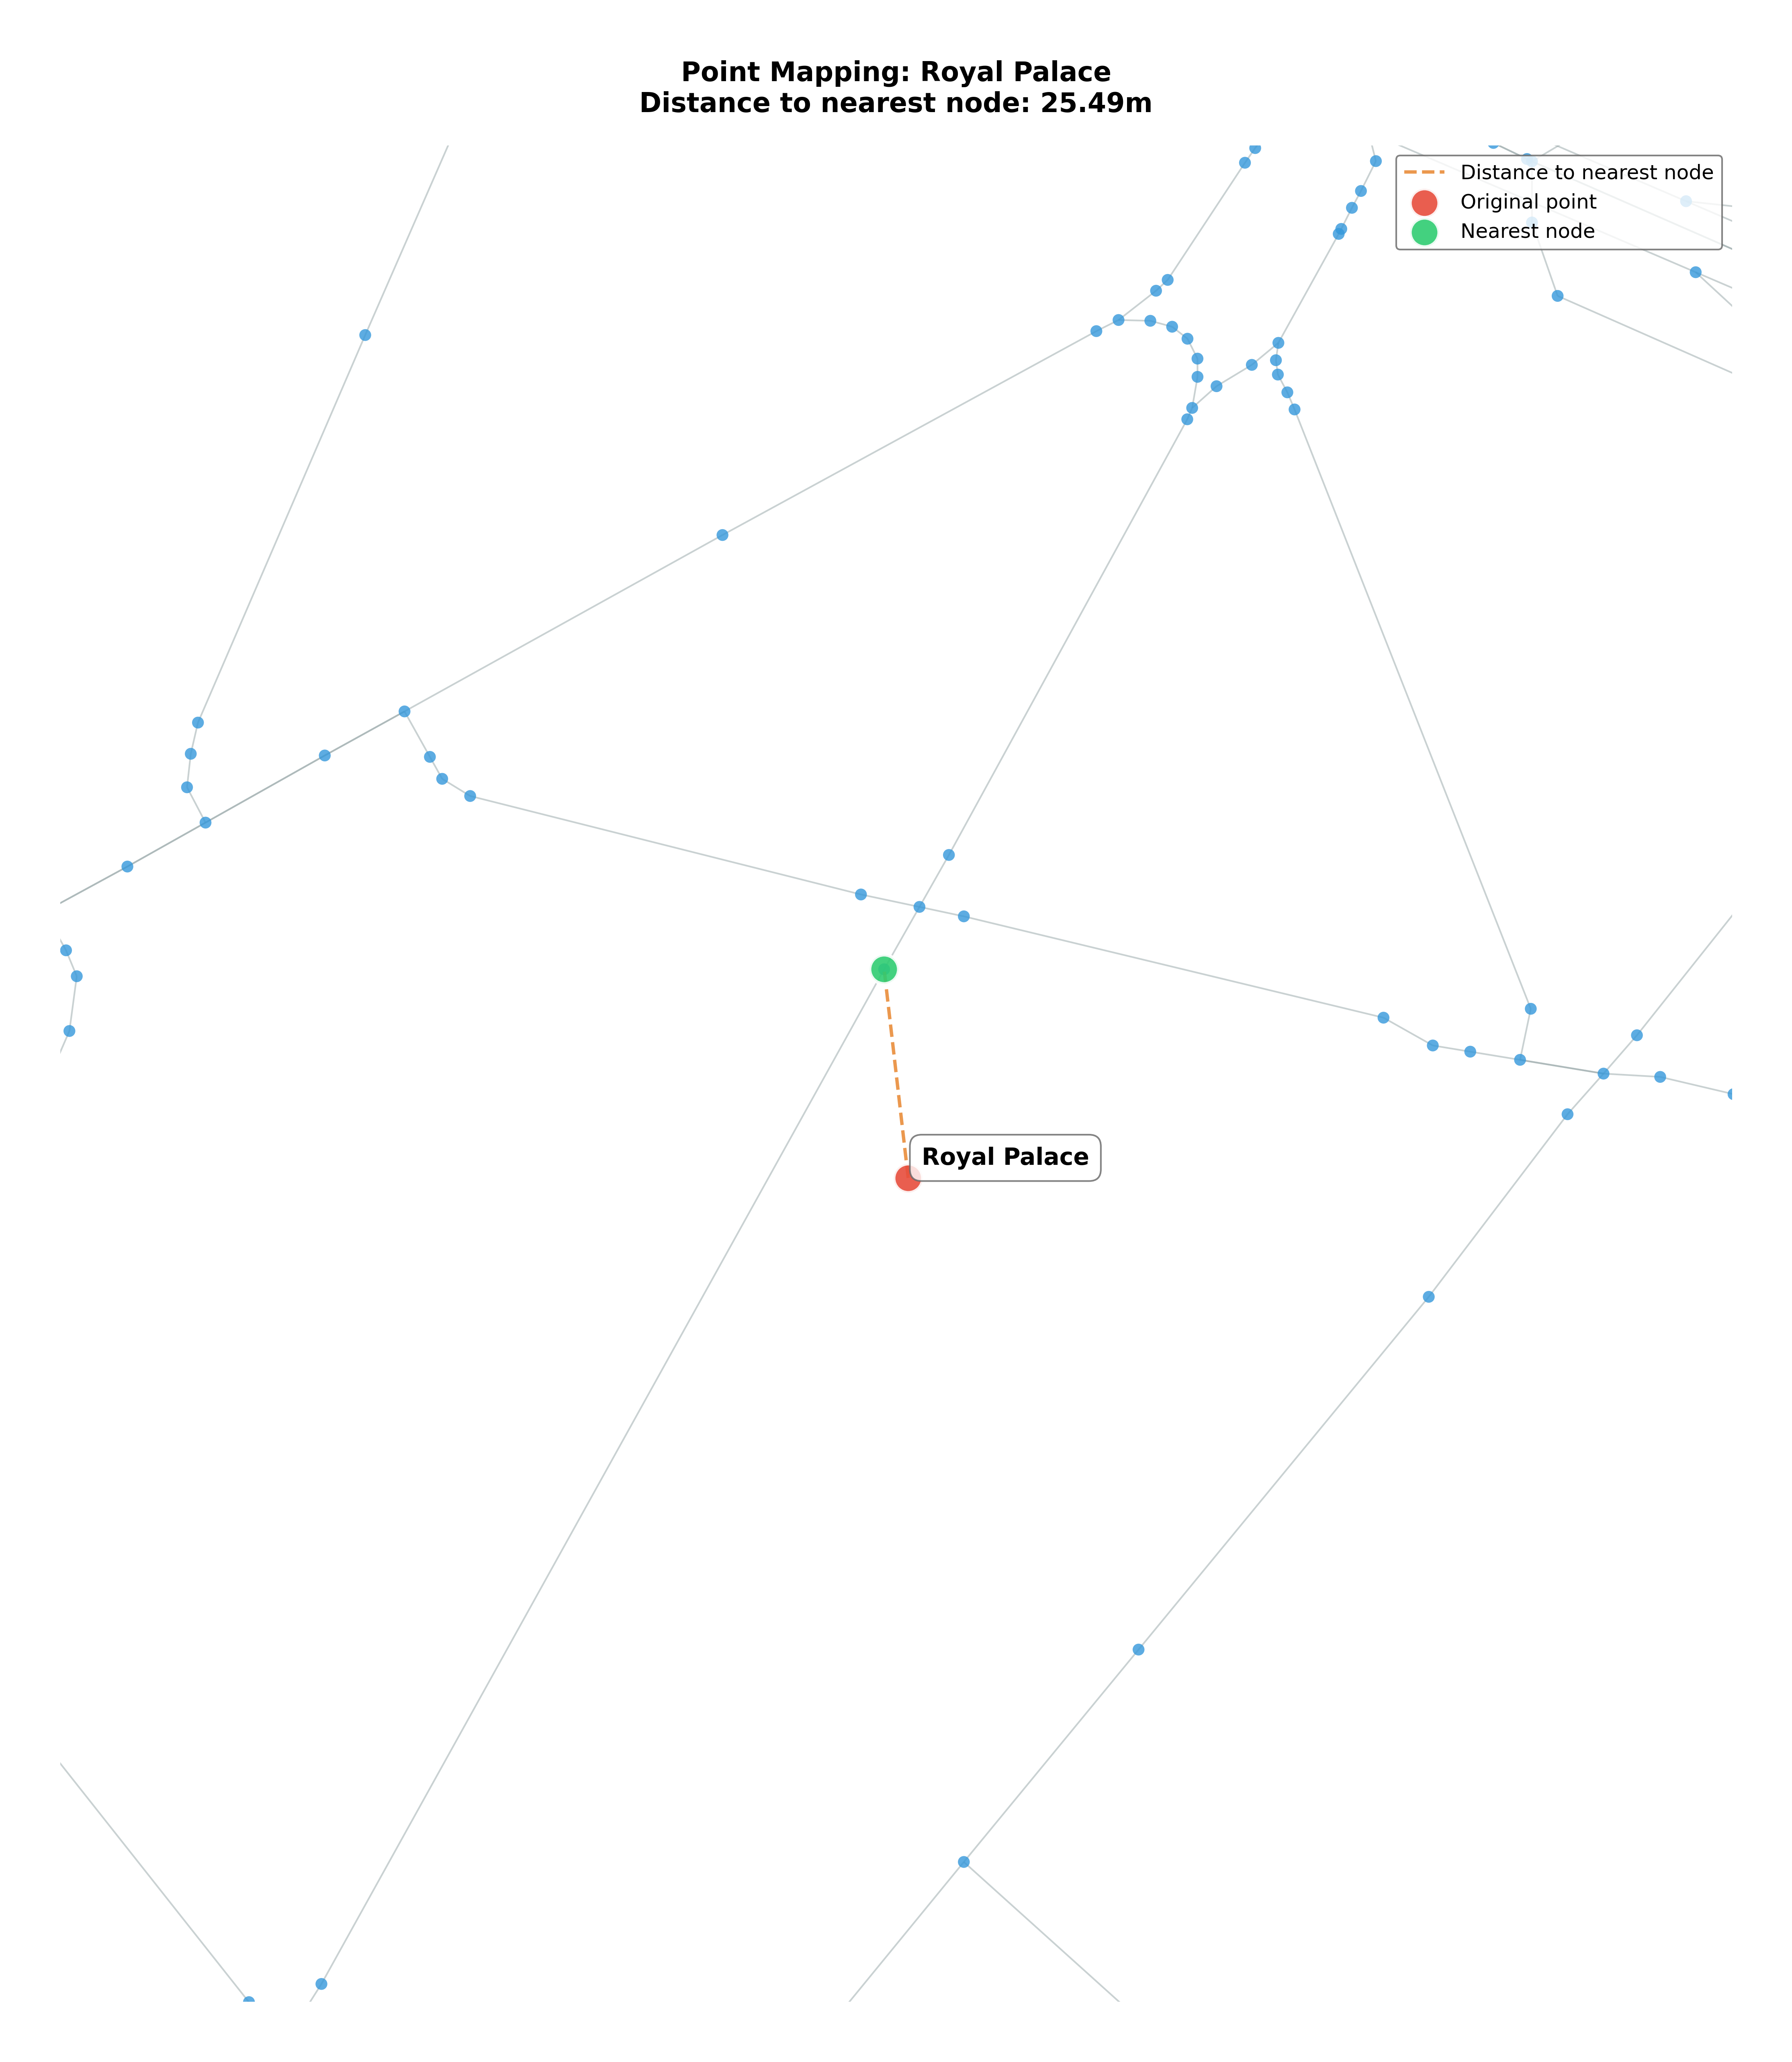 Point Mapping: Royal Palace
Distance to nearest node: 25.49m
Distance to nearest node
Original point
Nearest node
Royal Palace